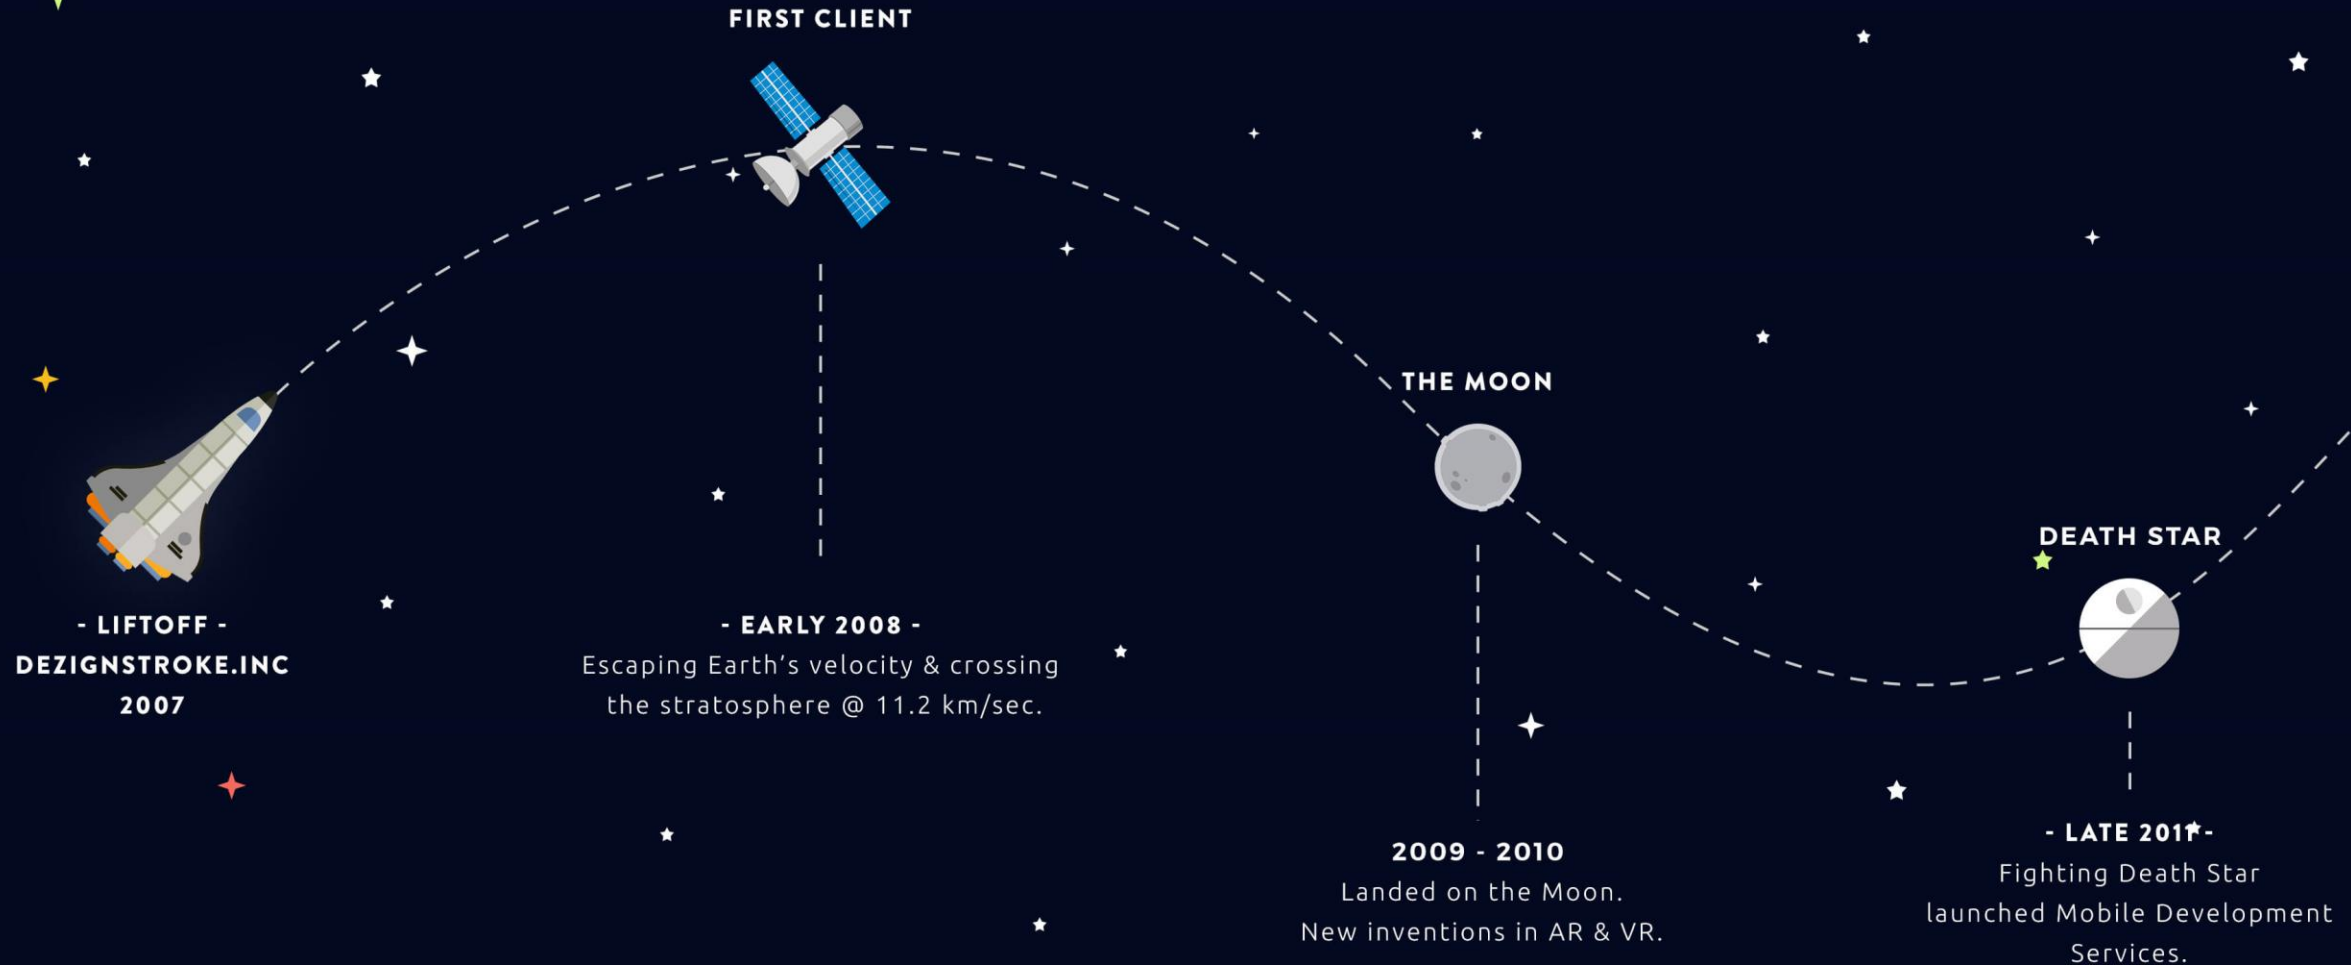 FIRST CLIENT
- LIFTOFF -
DEZIGNSTROKE.INC
2007
- EARLY 2008 -
Escaping Earth's velocity & crossing
the stratosphere @ 11.2 km/sec.
THE MOON
2009 - 2010
Landed on the Moon.
New inventions in AR & VR.
DEATH STAR
- LATE 2011 -
Fighting Death Star
launched Mobile Development
Services.